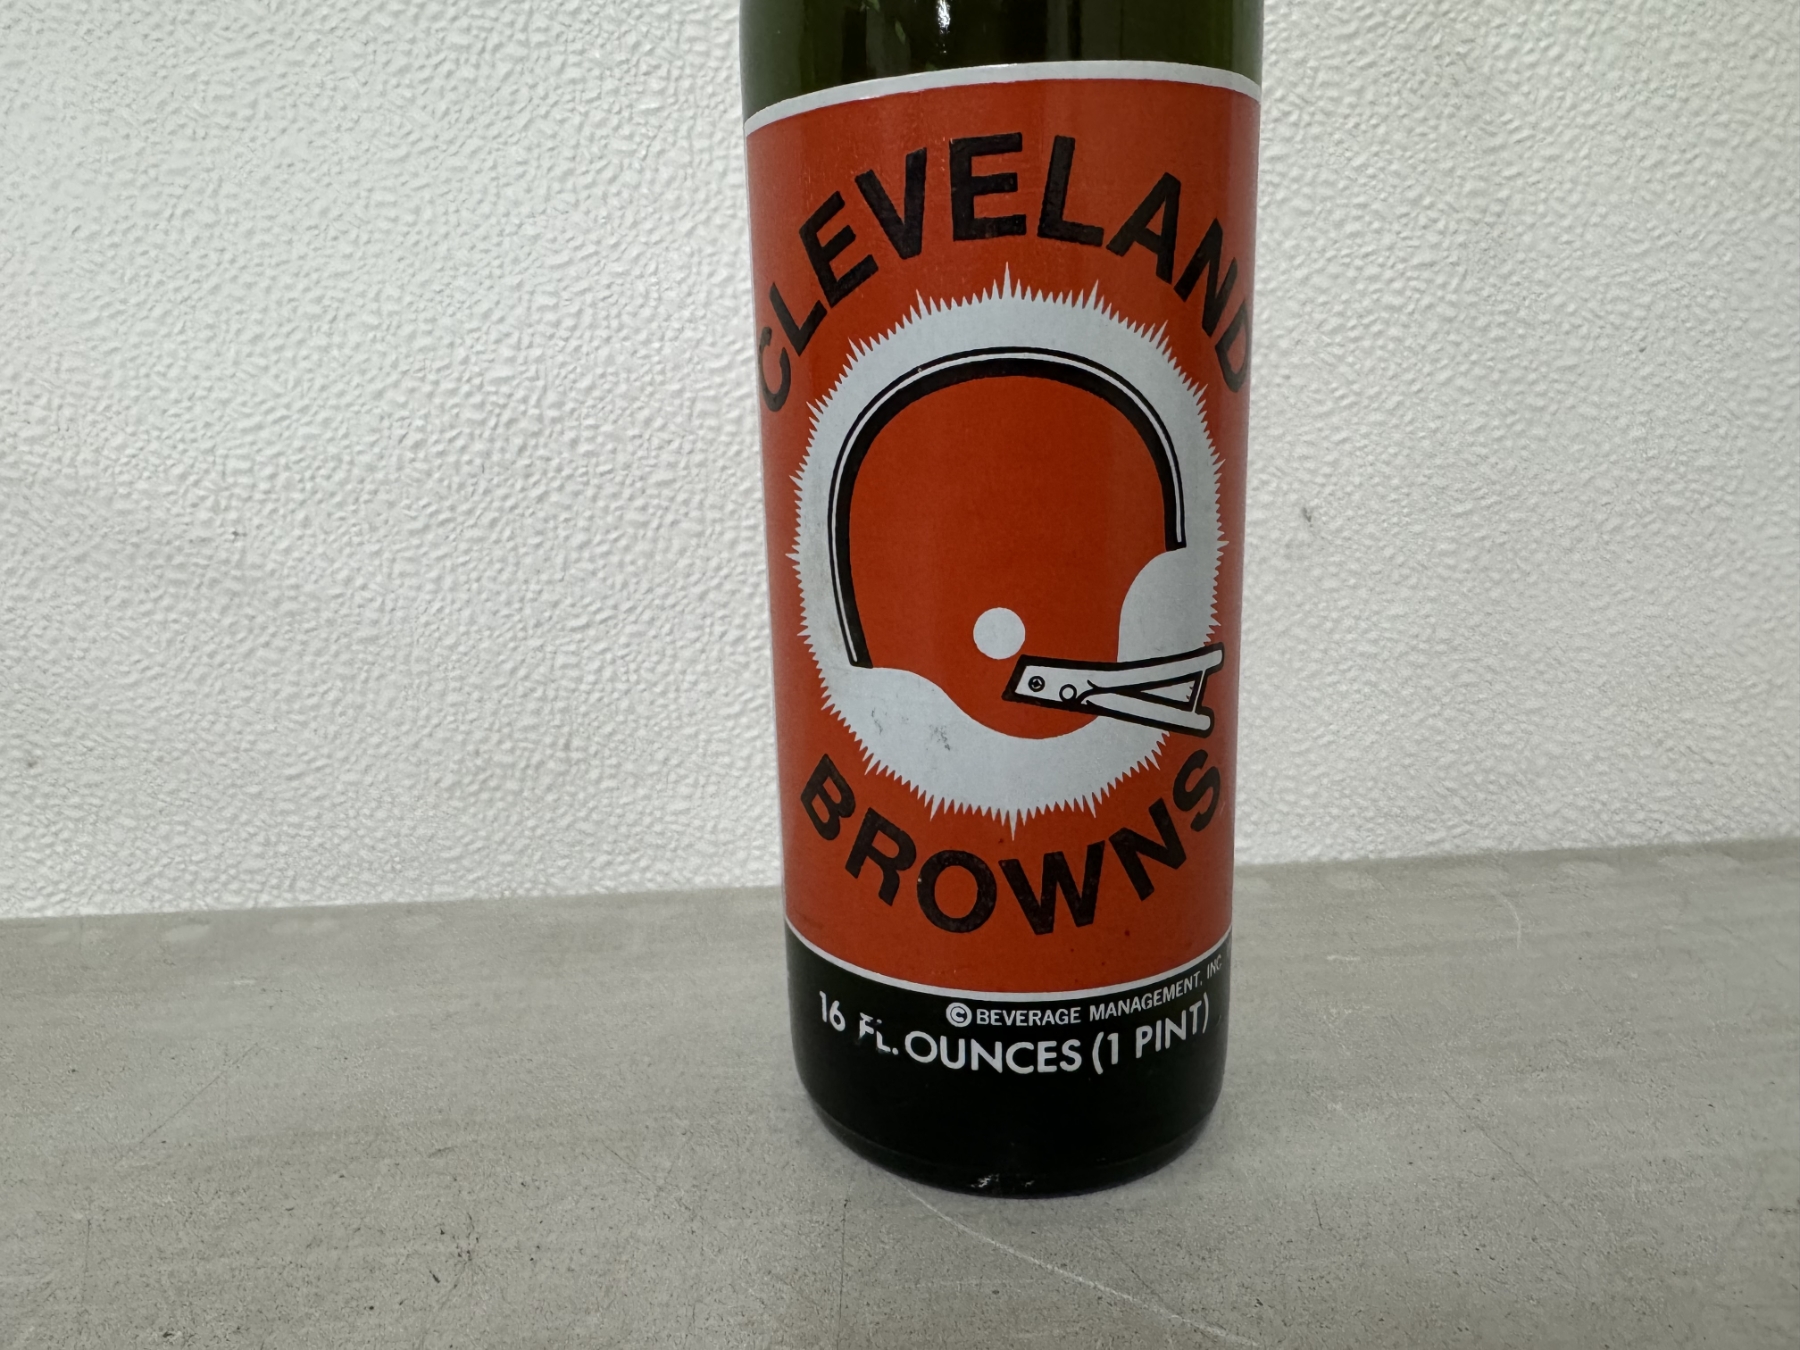 CLEVELAND
BROWNS
© BEVERAGE MANAGEMENT, INC.
16 FL. OUNCES (1 PINT)